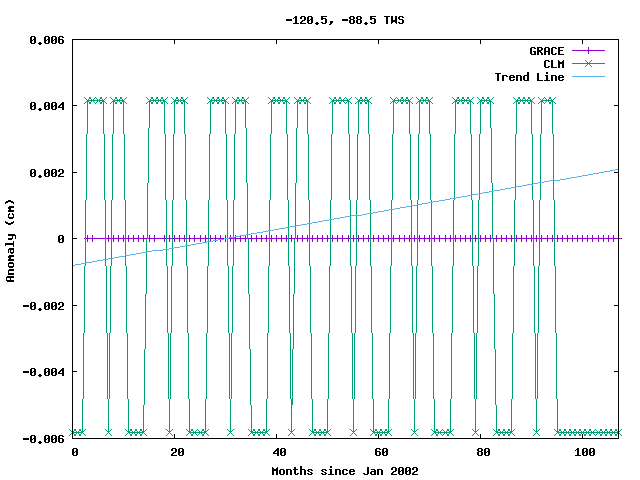 -120.5, -88.5 TWS
GRACE
CLM
Trend Line
0.006
0.004
0.002
0
-0.002
-0.004
-0.006
Anomaly (cm)
0 20 40 60 80 100
Months since Jan 2002